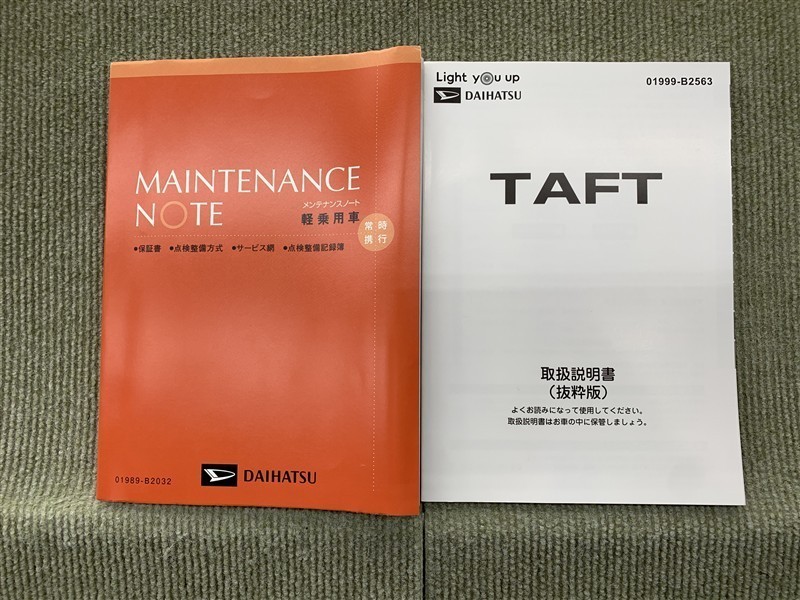 MAINTENANCE
NOTE
メンテナンスノート
軽乗用車
常時
携行
●保証書 ●点検整備方式 ●サービス網 ●点検整備記録簿
01989-B2032
DAIHATSU
Light you up
DAIHATSU
01999-B2563
TAFT
取扱説明書
（抜粋版）
よくお読みになって使用してください。
取扱説明書はお車の中に保管しましょう。